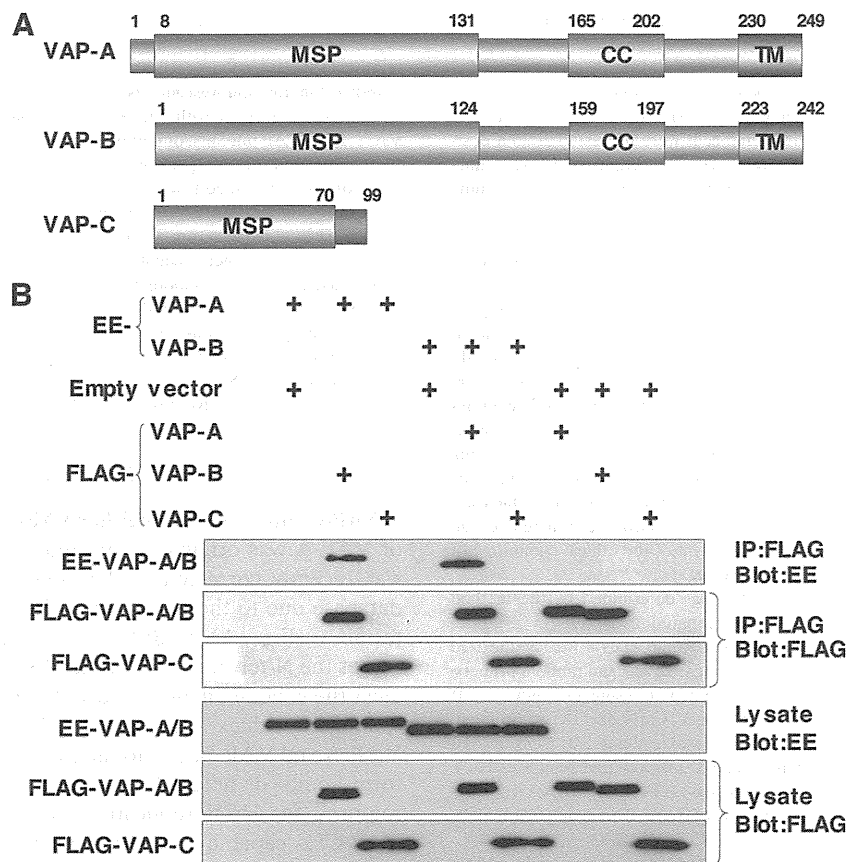 A
1 8 131 165 202 230 249
VAP-A MSP CC TM
1 124 159 197 223 242
VAP-B MSP CC TM
1 70 99
VAP-C MSP
B
EE- VAP-A + + +
VAP-B + + +
Empty vector + + + + +
FLAG- VAP-A + +
VAP-B + +
VAP-C + + +
EE-VAP-A/B IP:FLAG
Blot:EE
FLAG-VAP-A/B IP:FLAG
FLAG-VAP-C Blot:FLAG
EE-VAP-A/B Lysate
Blot:EE
FLAG-VAP-A/B Lysate
FLAG-VAP-C Blot:FLAG